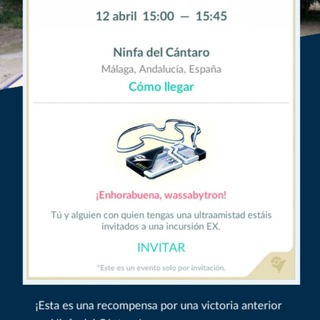 12 abril 15:00 — 15:45
Ninfa del Cántaro
Málaga, Andalucía, España
Cómo llegar
¡Enhorabuena, wassabytron!
Tú y alguien con quien tengas una ultraamistad estáis
invitados a una incursión EX.
INVITAR
*Este es un evento solo por invitación.
¡Esta es una recompensa por una victoria anterior